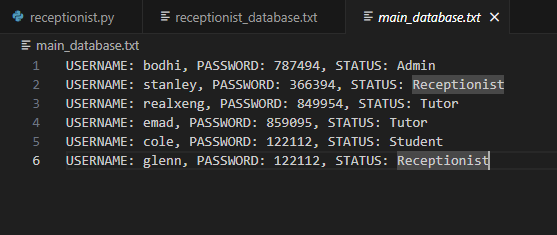 receptionist.py receptionist_database.txt main_database.txt
main_database.txt
1 USERNAME: bodhi, PASSWORD: 787494, STATUS: Admin
2 USERNAME: stanley, PASSWORD: 366394, STATUS: Receptionist
3 USERNAME: realxeng, PASSWORD: 849954, STATUS: Tutor
4 USERNAME: emad, PASSWORD: 859095, STATUS: Tutor
5 USERNAME: cole, PASSWORD: 122112, STATUS: Student
6 USERNAME: glenn, PASSWORD: 122112, STATUS: Receptionist